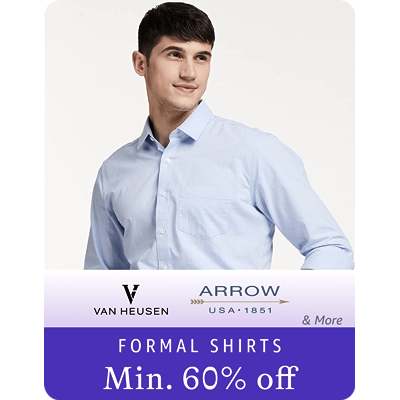 VAN HEUSEN
ARROW
USA • 1851
& More
FORMAL SHIRTS
Min. 60% off